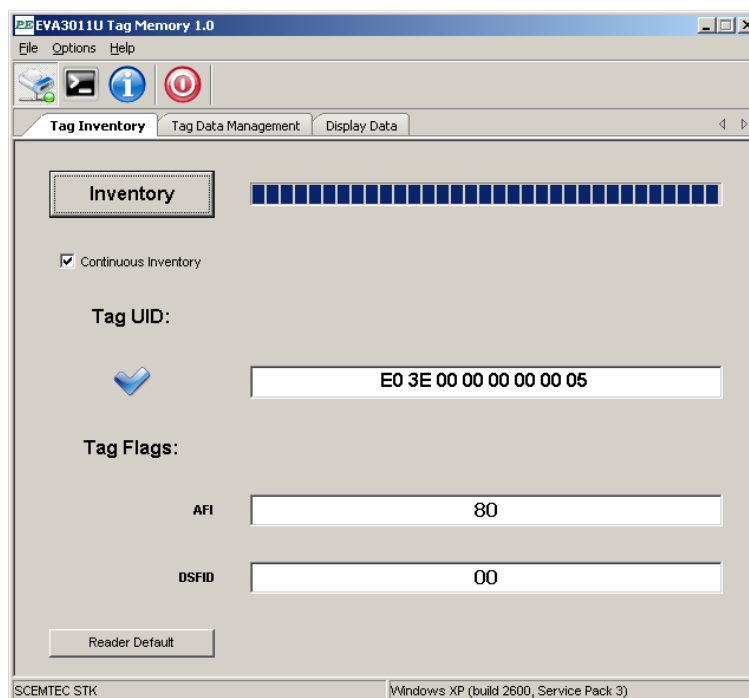 PE EVA3011U Tag Memory 1.0
File Options Help
Tag Inventory Tag Data Management Display Data
Inventory
Continuous Inventory
Tag UID:
E0 3E 00 00 00 00 00 05
Tag Flags:
AFI 80
DSFID 00
Reader Default
SCEMTEC STK Windows XP (build 2600, Service Pack 3)